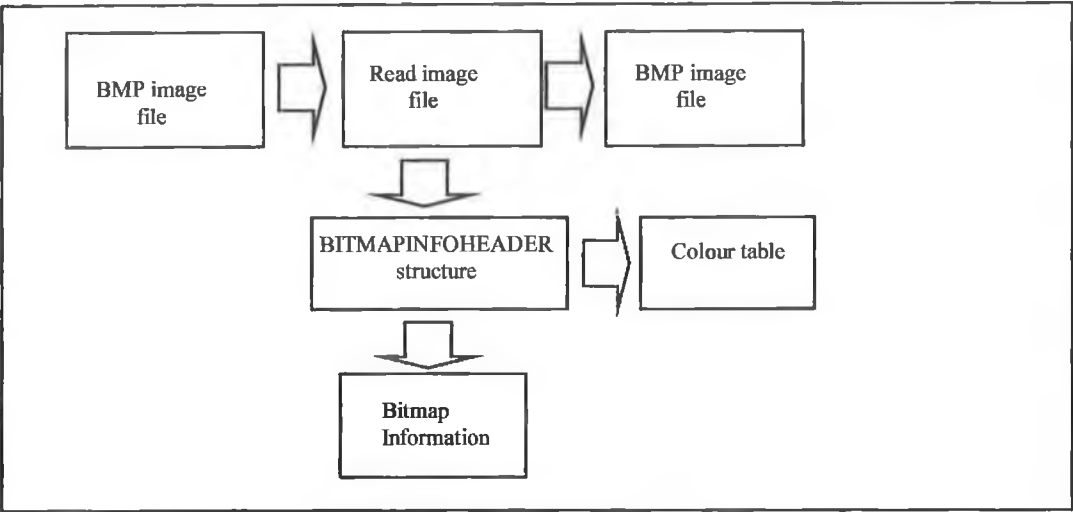 BMP image
file
Read image
file
BMP image
file
BITMAPINFOHEADER
structure
Colour table
Bitmap
Information